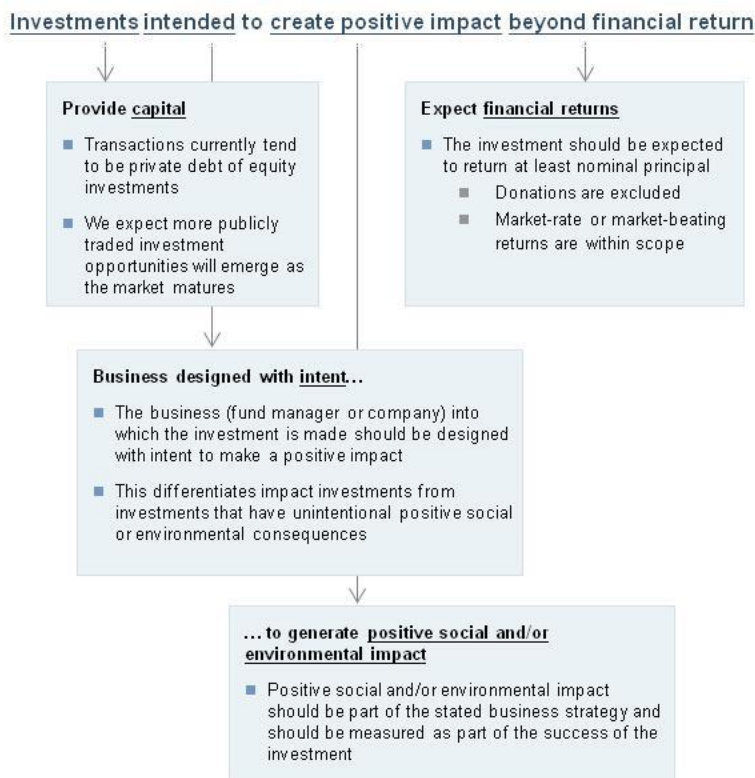 Investments intended to create positive impact beyond financial return
Provide capital
Transactions currently tend
to be private debt of equity
investments
We expect more publicly
traded investment
opportunities will emerge as
the market matures
Expect financial returns
The investment should be expected
to return at least nominal principal
Donations are excluded
Market-rate or market-beating
returns are within scope
Business designed with intent...
The business (fund manager or company) into
which the investment is made should be designed
with intent to make a positive impact
This differentiates impact investments from
investments that have unintentional positive social
or environmental consequences
... to generate positive social and/or
environmental impact
Positive social and/or environmental impact
should be part of the stated business strategy and
should be measured as part of the success of the
investment